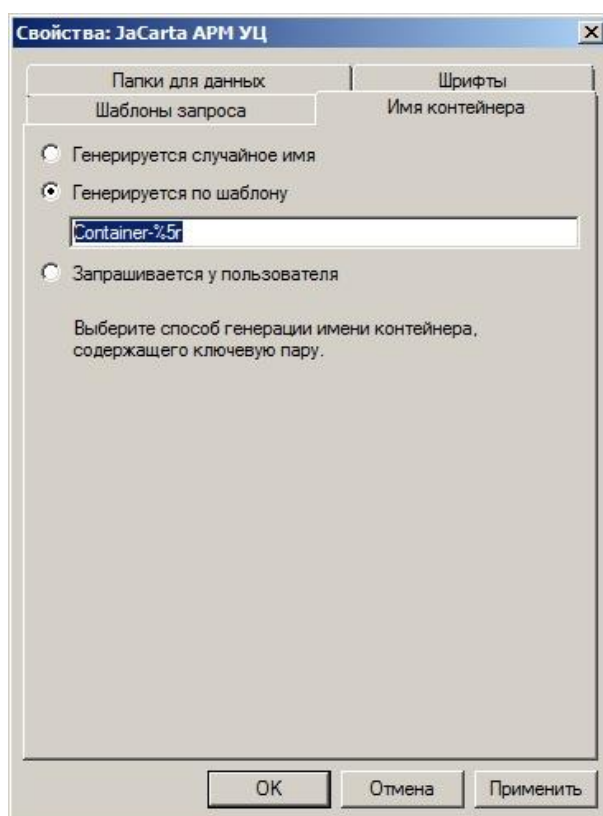 Свойства: JaCarta АРМ УЦ
Папки для данных
Шрифты
Шаблоны запроса
Имя контейнера
Генерируется случайное имя
Генерируется по шаблону
Container-%5r
Запрашивается у пользователя
Выберите способ генерации имени контейнера,
содержащего ключевую пару.
OK
Отмена
Применить